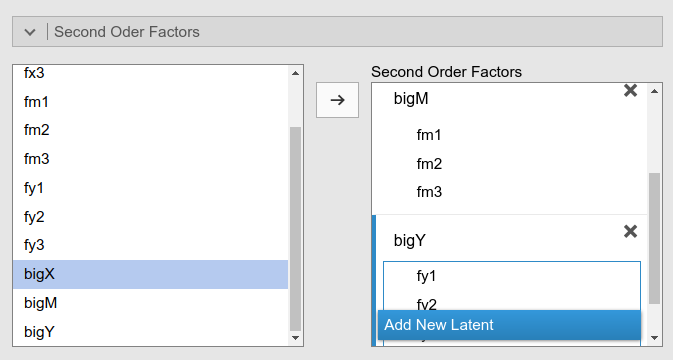 Second Oder Factors
fx3
fm1
fm2
fm3
fy1
fy2
fy3
bigX
bigM
bigY
Second Order Factors
bigM
fm1
fm2
fm3
bigY
fy1
fy2
Add New Latent